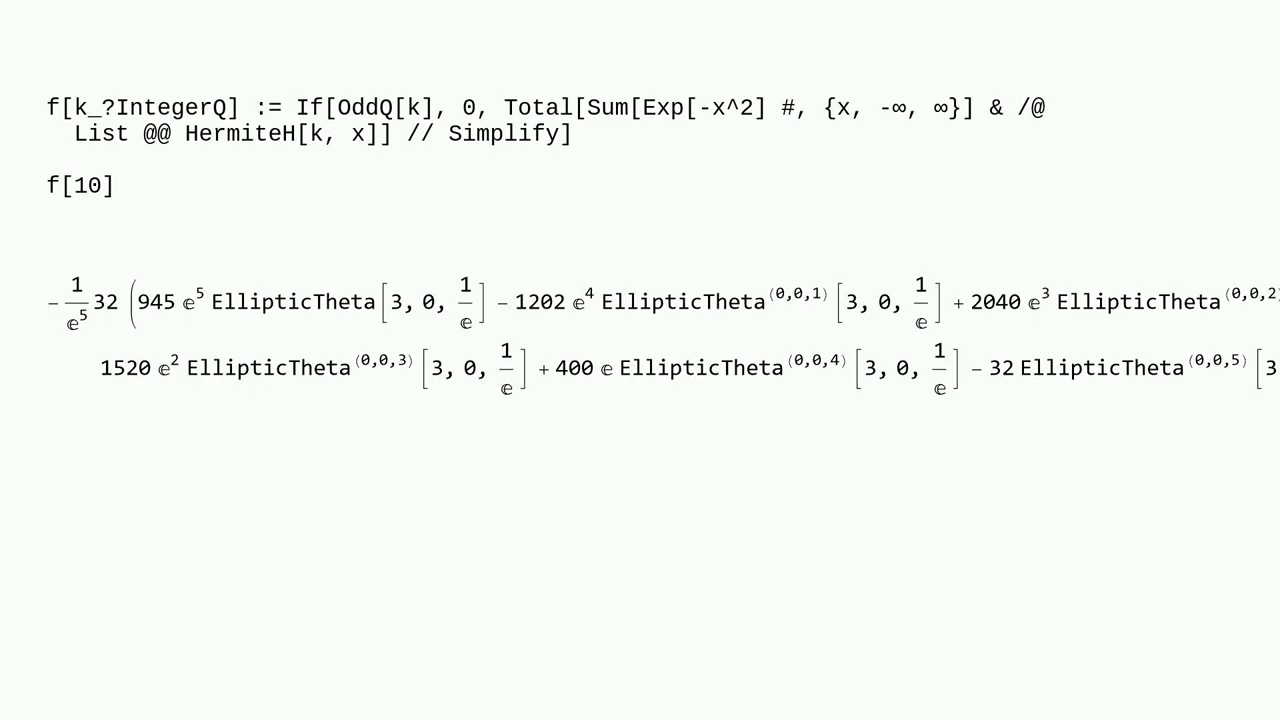 f[k_?IntegerQ] := If[OddQ[k], 0, Total[Sum[Exp[-x^2] #, {x, -∞, ∞}] & /@
List @@ HermiteH[k, x]] // Simplify]
f[10]
− 1/ⅇ^5 32 (945 ⅇ^5 EllipticTheta[3, 0, 1/ⅇ] − 1202 ⅇ^4 EllipticTheta^(0,0,1)[3, 0, 1/ⅇ] + 2040 ⅇ^3 EllipticTheta^(0,0,2)
1520 ⅇ^2 EllipticTheta^(0,0,3)[3, 0, 1/ⅇ] + 400 ⅇ EllipticTheta^(0,0,4)[3, 0, 1/ⅇ] − 32 EllipticTheta^(0,0,5)[3